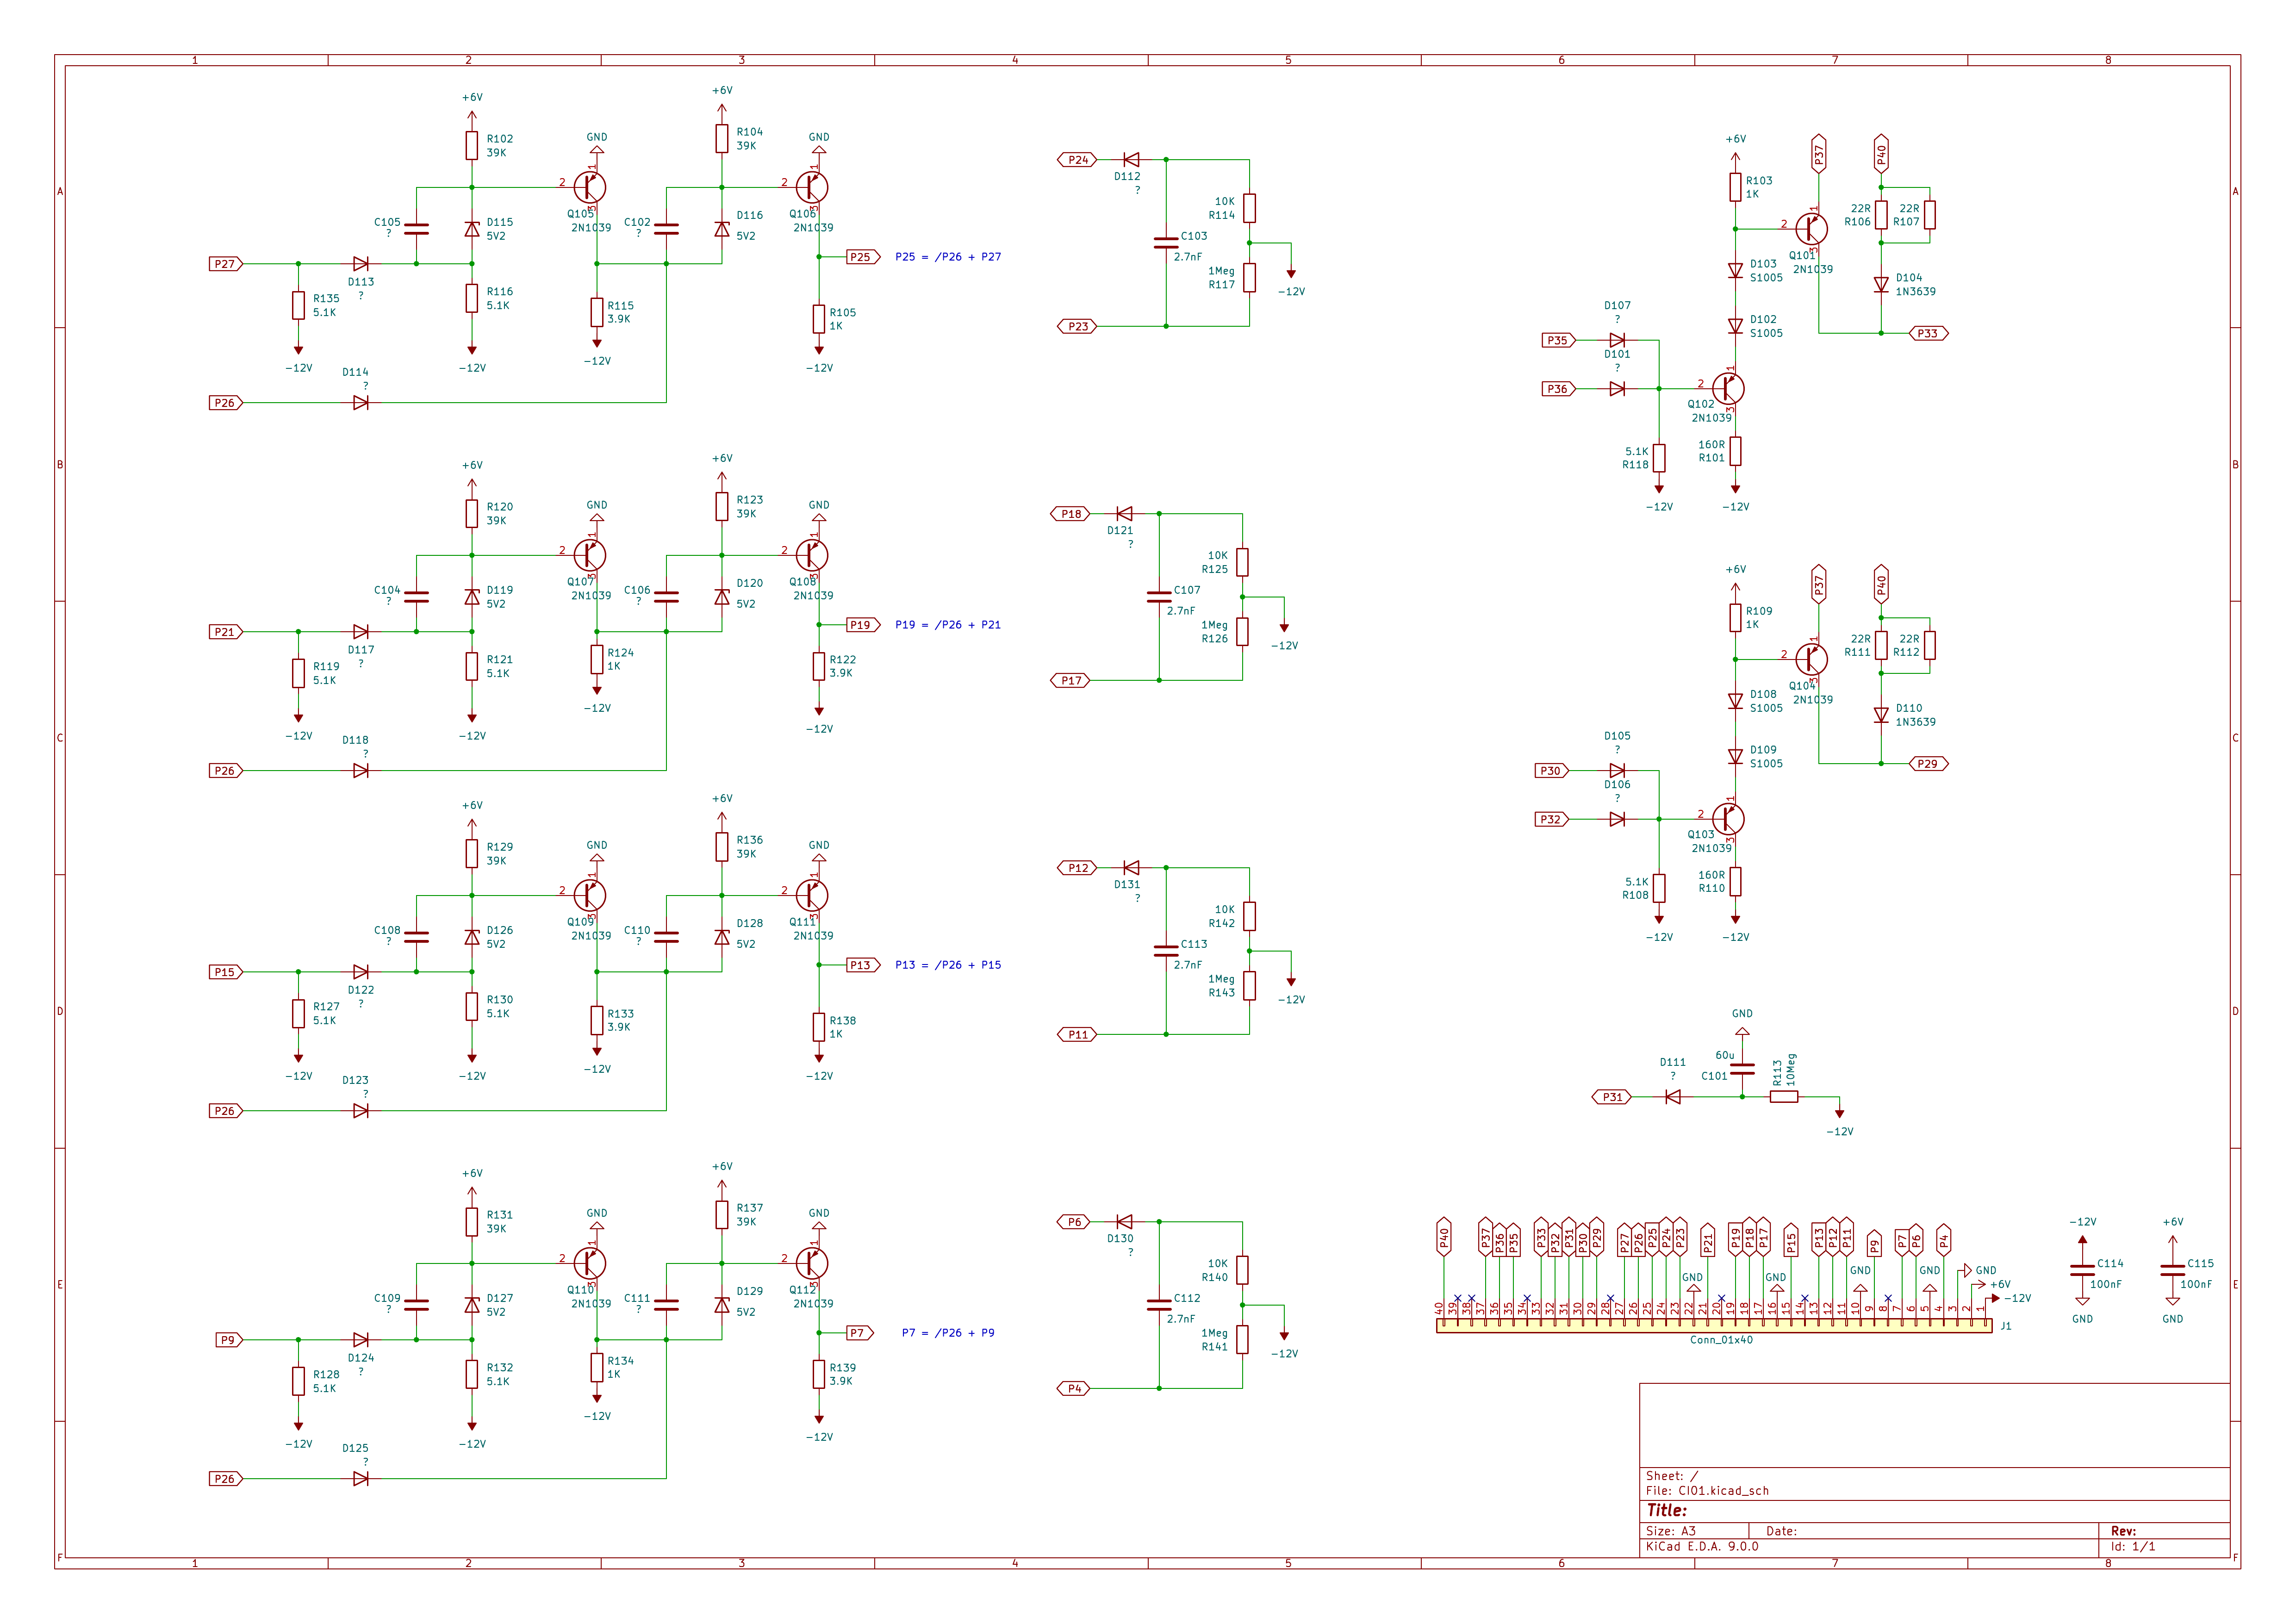 1 2 3 4 5 6 7 8
A
B
C
D
E
F
+6V
R102
39K
GND
1
2
3
Q105
2N1039
C105
?
D115
5V2
P27
D113
?
R135
5.1K
-12V
R116
5.1K
-12V
R115
3.9K
-12V
D114
?
P26
+6V
R104
39K
GND
1
2
3
Q106
2N1039
C102
?
D116
5V2
P25
P25 = /P26 + P27
R105
1K
-12V
P24
D112
?
10K
R114
C103
2.7nF
1Meg
R117
-12V
P23
+6V
R103
1K
P37
P40
1
2
3
Q101
2N1039
22R
R106
22R
R107
D103
S1005
D104
1N3639
D102
S1005
P33
D107
?
P35
D101
?
P36
1
2
3
Q102
2N1039
5.1K
R118
-12V
160R
R101
-12V
+6V
R120
39K
GND
1
2
3
Q107
2N1039
C104
?
D119
5V2
P21
D117
?
R119
5.1K
-12V
R121
5.1K
-12V
R124
1K
-12V
D118
?
P26
+6V
R123
39K
GND
1
2
3
Q108
2N1039
C106
?
D120
5V2
P19
P19 = /P26 + P21
R122
3.9K
-12V
P18
D121
?
10K
R125
C107
2.7nF
1Meg
R126
-12V
P17
+6V
R109
1K
P37
P40
1
2
3
Q104
2N1039
22R
R111
22R
R112
D108
S1005
D110
1N3639
D109
S1005
P29
D105
?
P30
D106
?
P32
1
2
3
Q103
2N1039
5.1K
R108
-12V
160R
R110
-12V
+6V
R129
39K
GND
1
2
3
Q109
2N1039
C108
?
D126
5V2
P15
D122
?
R127
5.1K
-12V
R130
5.1K
-12V
R133
3.9K
-12V
D123
?
P26
+6V
R136
39K
GND
1
2
3
Q111
2N1039
C110
?
D128
5V2
P13
P13 = /P26 + P15
R138
1K
-12V
P12
D131
?
10K
R142
C113
2.7nF
1Meg
R143
-12V
P11
GND
60u
C101
D111
?
P31
R113
10Meg
-12V
+6V
R131
39K
GND
1
2
3
Q110
2N1039
C109
?
D127
5V2
P9
D124
?
R128
5.1K
-12V
R132
5.1K
-12V
R134
1K
-12V
D125
?
P26
+6V
R137
39K
GND
1
2
3
Q112
2N1039
C111
?
D129
5V2
P7
P7 = /P26 + P9
R139
3.9K
-12V
P6
D130
?
10K
R140
C112
2.7nF
1Meg
R141
-12V
P4
P40 P37 P36 P35 P33 P32 P31 P30 P29 P27 P26 P25 P24 P23 P21 P19 P18 P17 P15 P13 P12 P11 P9 P7 P6 P4
GND GND GND GND GND
+6V
-12V
40 39 38 37 36 35 34 33 32 31 30 29 28 27 26 25 24 23 22 21 20 19 18 17 16 15 14 13 12 11 10 9 8 7 6 5 4 3 2 1
J1
Conn_01x40
-12V
C114
100nF
GND
+6V
C115
100nF
GND
Sheet: /
File: CI01.kicad_sch
Title:
Size: A3 Date: Rev:
KiCad E.D.A. 9.0.0 Id: 1/1
1 2 3 4 5 6 7 8
A
B
C
D
E
F